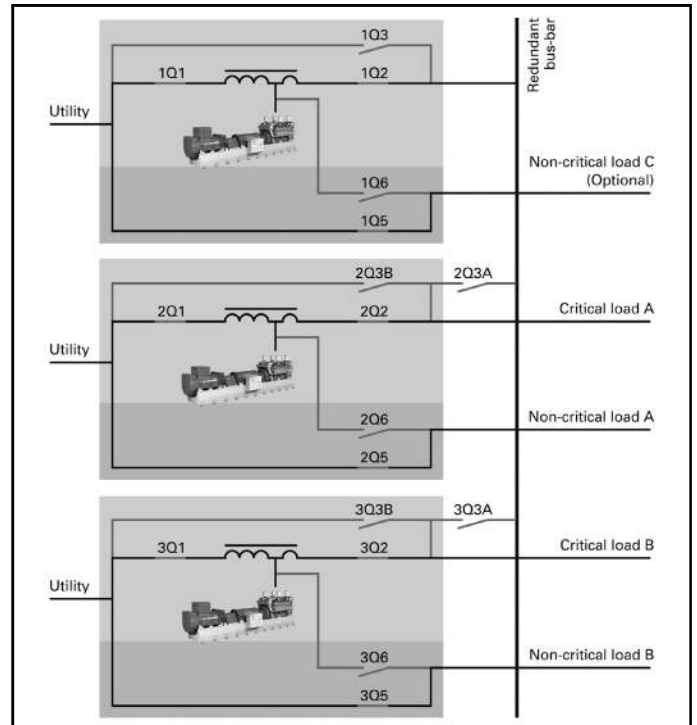 1Q3
Redundant
bus-bar
1Q1
1Q2
Utility
Non-critical load C
(Optional)
1Q6
1Q5
2Q3B
2Q3A
2Q1
2Q2
Critical load A
Utility
2Q6
Non-critical load A
2Q5
3Q3B
3Q3A
3Q1
3Q2
Critical load B
Utility
3Q6
Non-critical load B
3Q5